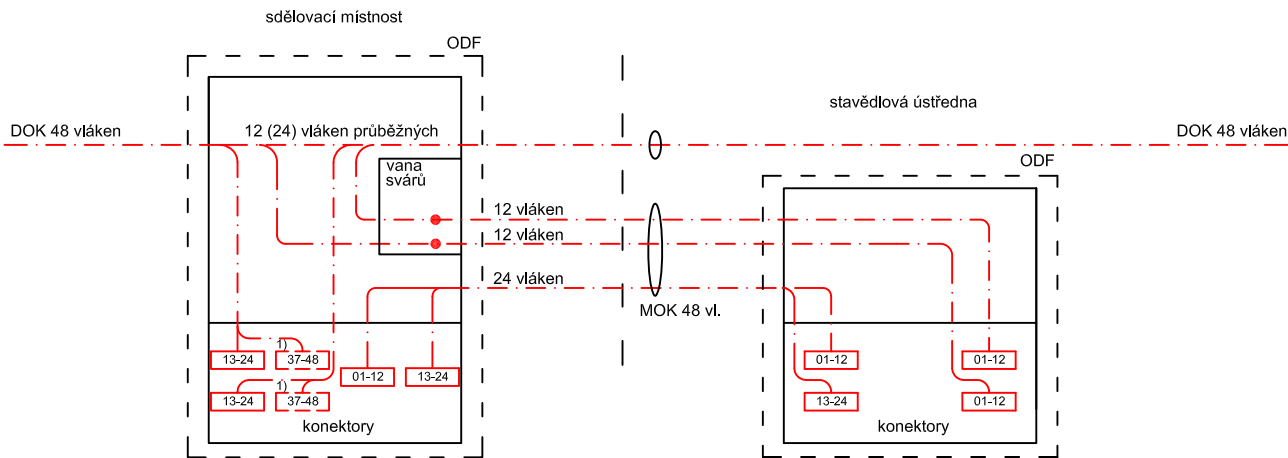 sdělovací místnost
ODF
stavědlová ústředna
DOK 48 vláken
12 (24) vláken průběžných
DOK 48 vláken
ODF
vana
svárů
12 vláken
12 vláken
24 vláken
MOK 48 vl.
1)
13-24
37-48
01-12
13-24
1)
13-24
37-48
konektory
01-12
01-12
13-24
01-12
konektory